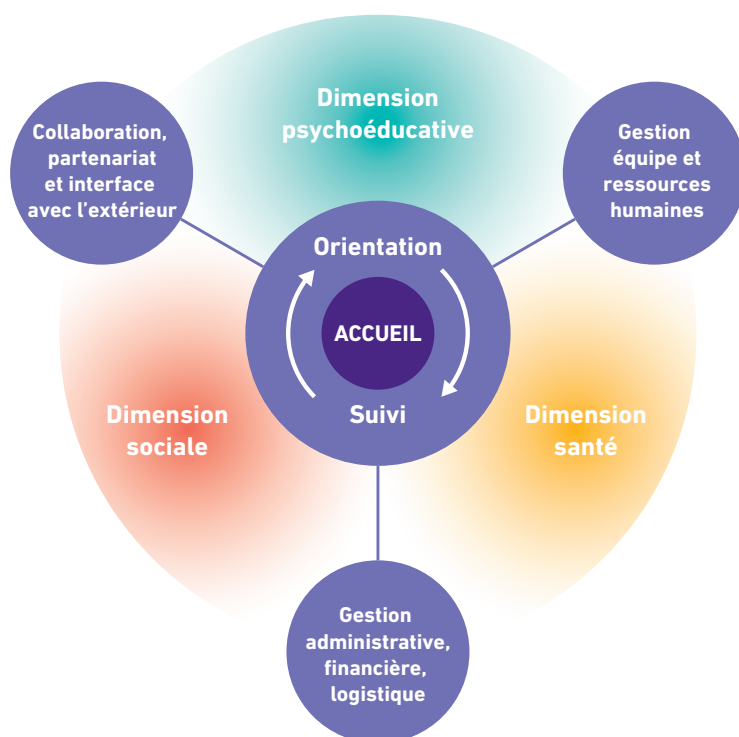 Dimension
psychoéducative
Collaboration,
partenariat
et interface
avec l'extérieur
Gestion
équipe et
ressources
humaines
Orientation
ACCUEIL
Suivi
Dimension
sociale
Dimension
santé
Gestion
administrative,
financière,
logistique